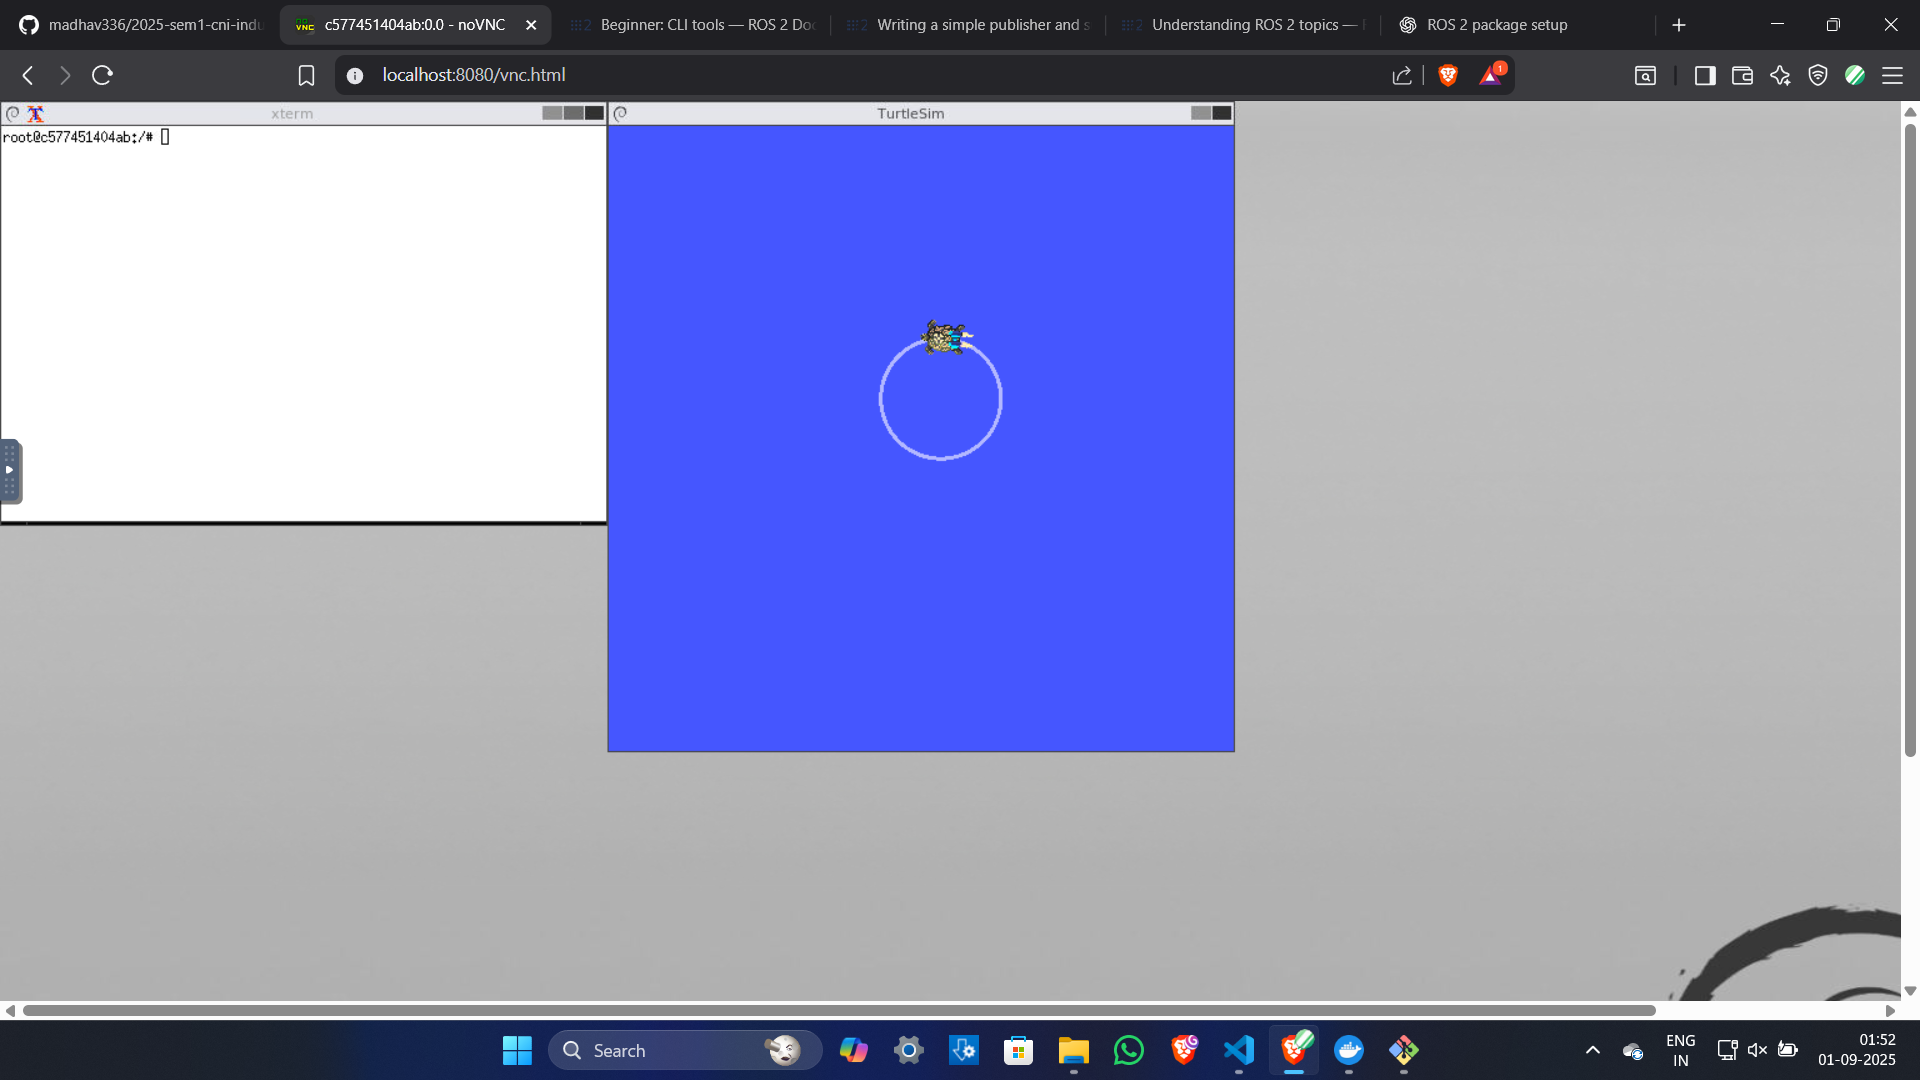 madhav336/2025-sem1-cni-indu
c577451404ab:0.0 - noVNC
Beginner: CLI tools — ROS 2 Do
Writing a simple publisher and s
Understanding ROS 2 topics —
ROS 2 package setup
localhost:8080/vnc.html
1
xterm
TurtleSim
root@c577451404ab:/#
Search
ENG
IN
01:52
01-09-2025